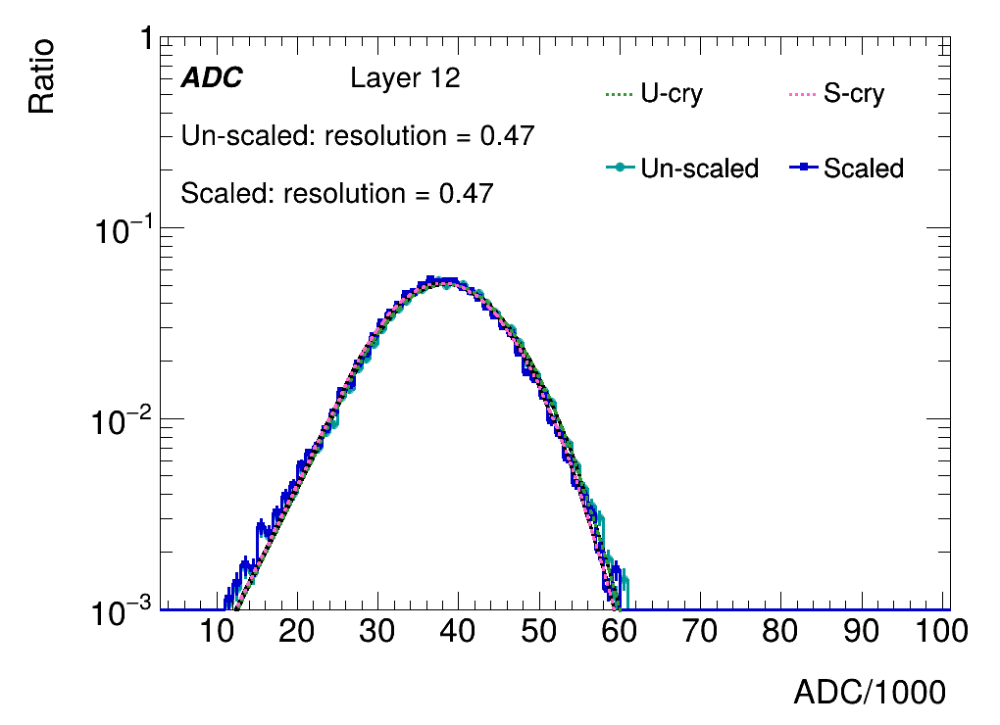 Ratio
1
ADC Layer 12
U-cry S-cry
Un-scaled: resolution = 0.47
Un-scaled Scaled
Scaled: resolution = 0.47
10⁻¹
10⁻²
10⁻³
10 20 30 40 50 60 70 80 90 100
ADC/1000